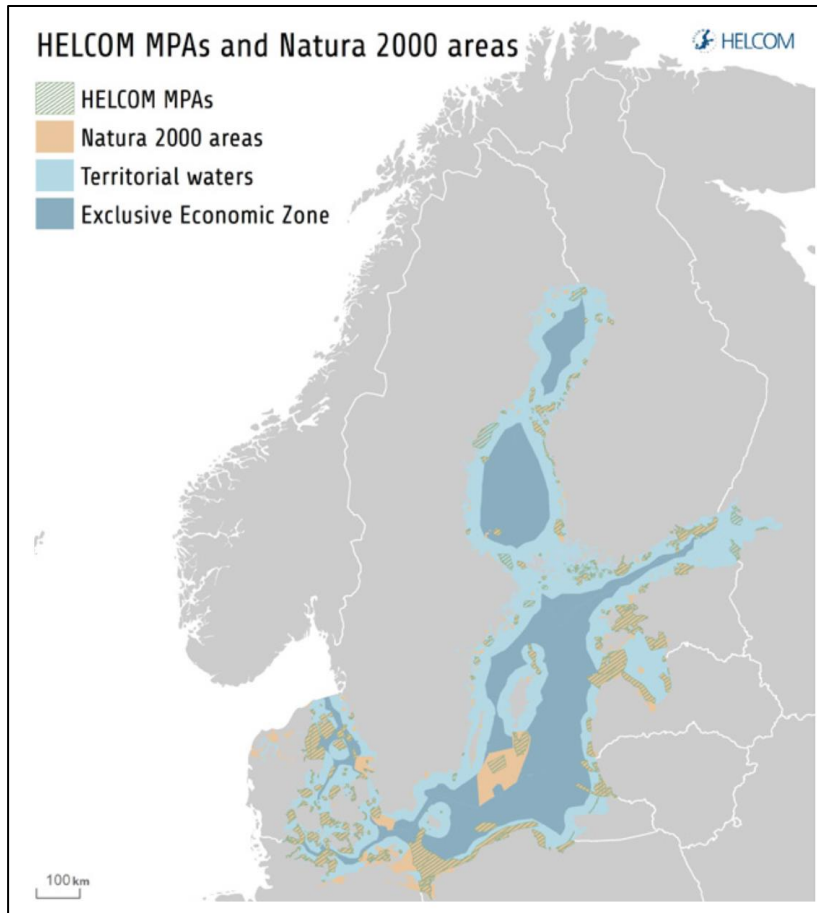 HELCOM MPAs and Natura 2000 areas
HELCOM
HELCOM MPAs
Natura 2000 areas
Territorial waters
Exclusive Economic Zone
100 km